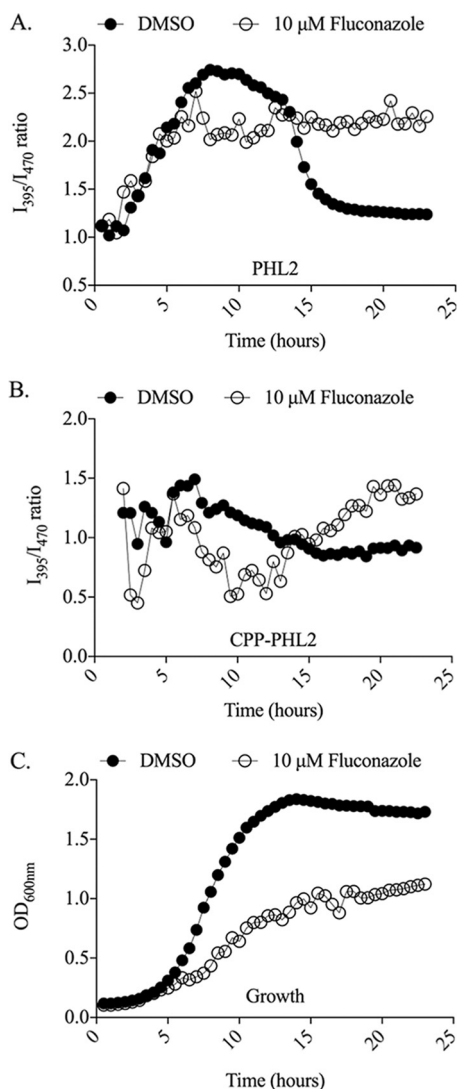 A.
DMSO 10 μM Fluconazole
3.0
2.5
2.0
1.5
1.0
0.5
I395/I470 ratio
PHL2
0 5 10 15 20 25
Time (hours)
B.
DMSO 10 μM Fluconazole
1.5
1.0
0.5
0.0
I395/I470 ratio
CPP-PHL2
0 5 10 15 20 25
Time (hours)
C.
DMSO 10 μM Fluconazole
2.0
1.5
1.0
0.5
0.0
OD600nm
Growth
0 5 10 15 20 25
Time (hours)